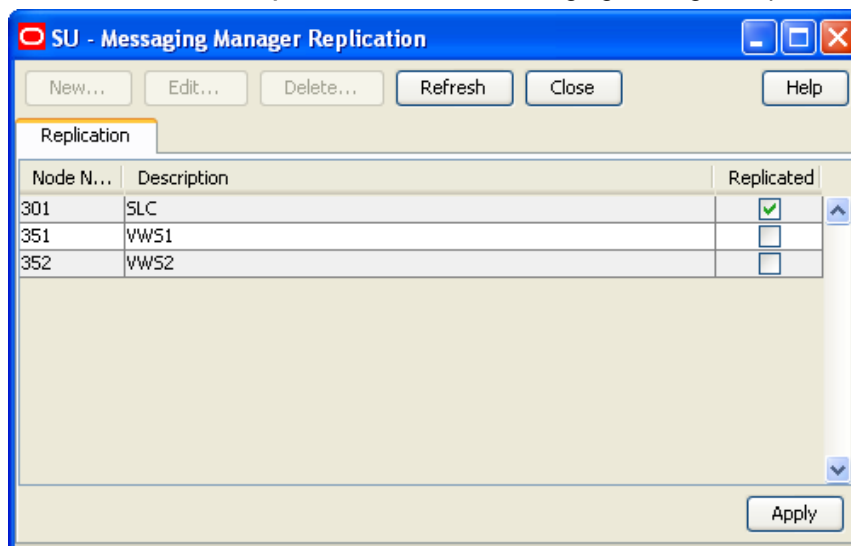 SU - Messaging Manager Replication
New... Edit... Delete... Refresh Close Help
Replication
Node N... Description Replicated
301 SLC
351 VWS1
352 VWS2
Apply